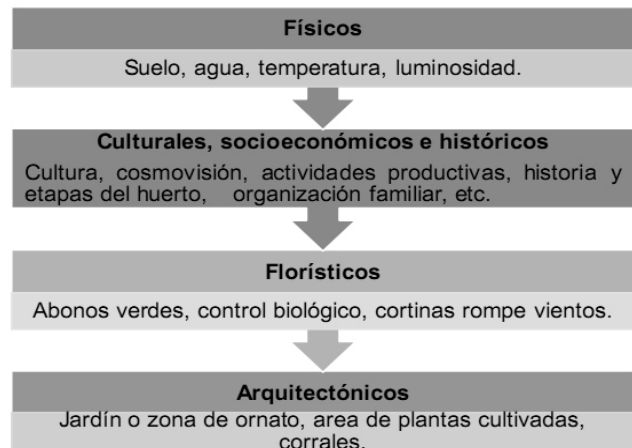 Físicos
Suelo, agua, temperatura, luminosidad.
Culturales, socioeconómicos e históricos
Cultura, cosmovisión, actividades productivas, historia y
etapas del huerto, organización familiar, etc.
Florísticos
Abonos verdes, control biológico, cortinas rompe vientos.
Arquitectónicos
Jardín o zona de ornato, area de plantas cultivadas,
corrales.